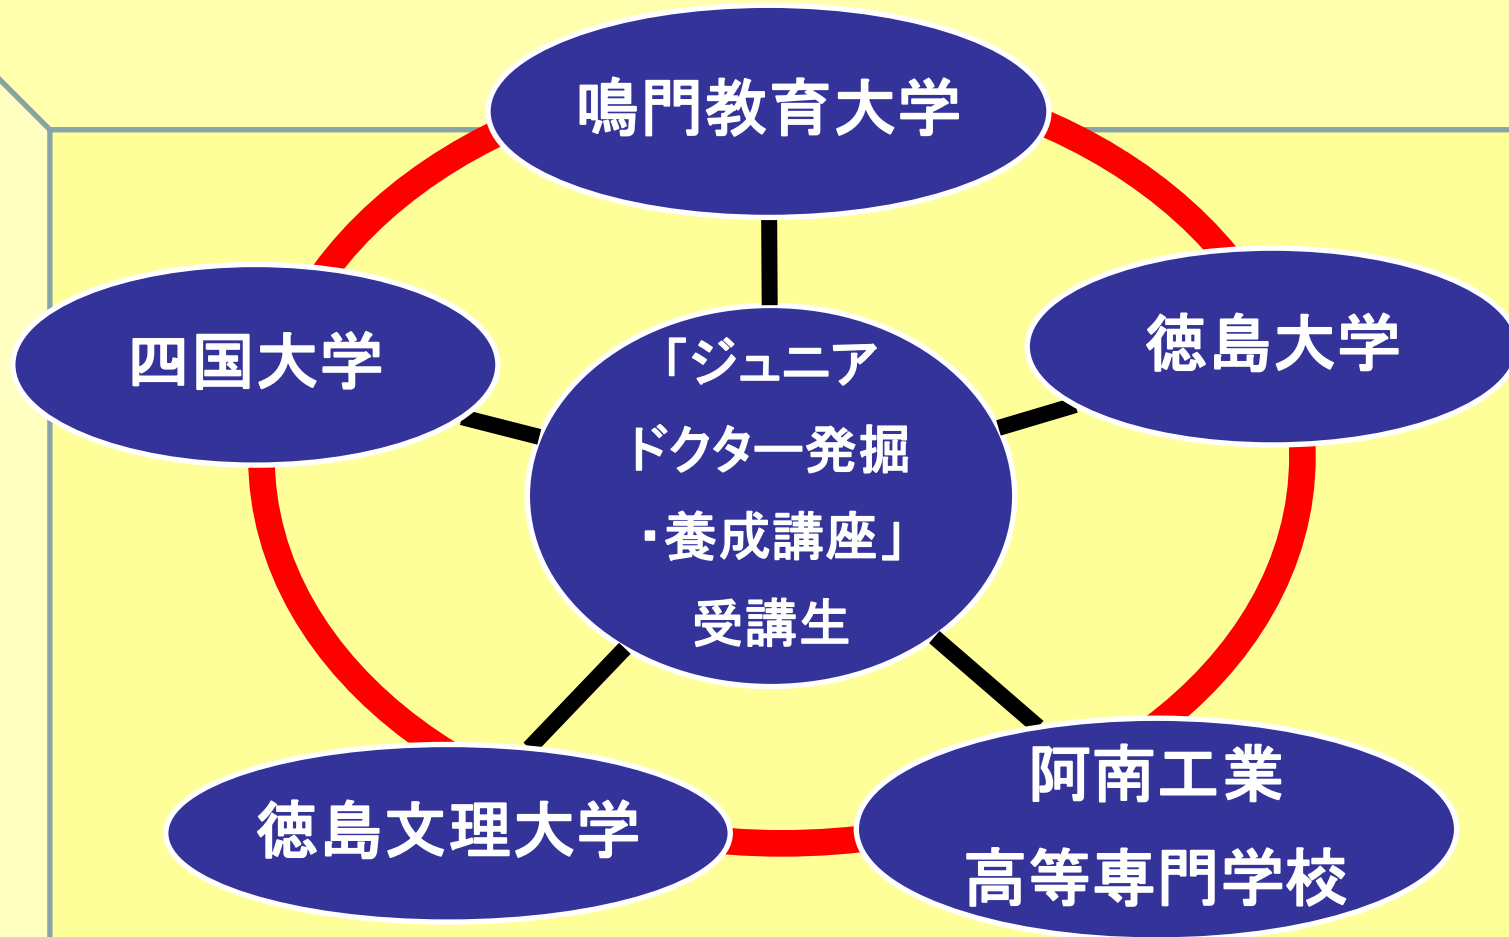 鳴門教育大学
四国大学
徳島大学
「ジュニア
ドクター発掘
・養成講座」
受講生
徳島文理大学
阿南工業
高等専門学校